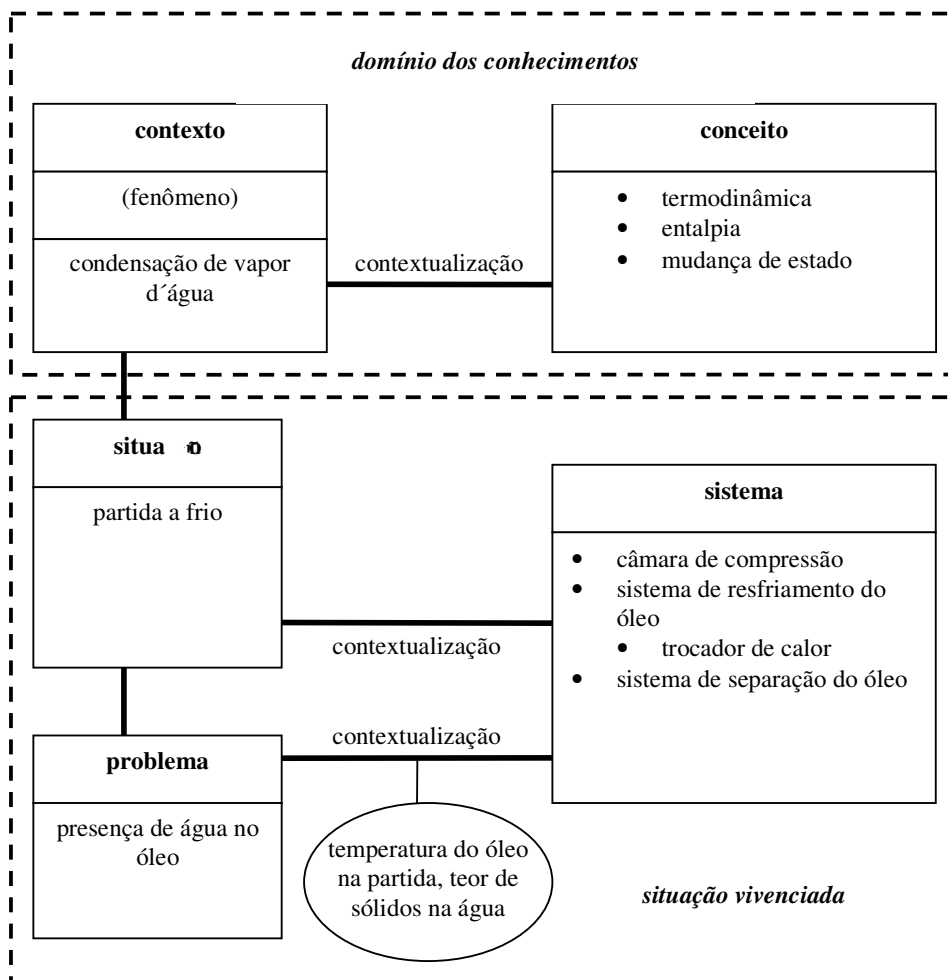 domínio dos conhecimentos
contexto
(fenômeno)
condensação de vapor
d´água
contextualização
conceito
• termodinâmica
• entalpia
• mudança de estado
partida a frio
contextualização
sistema
• câmara de compressão
• sistema de resfriamento do
óleo
• trocador de calor
• sistema de separação do óleo
problema
presença de água no
óleo
contextualização
temperatura do óleo
na partida, teor de
sólidos na água
situação vivenciada